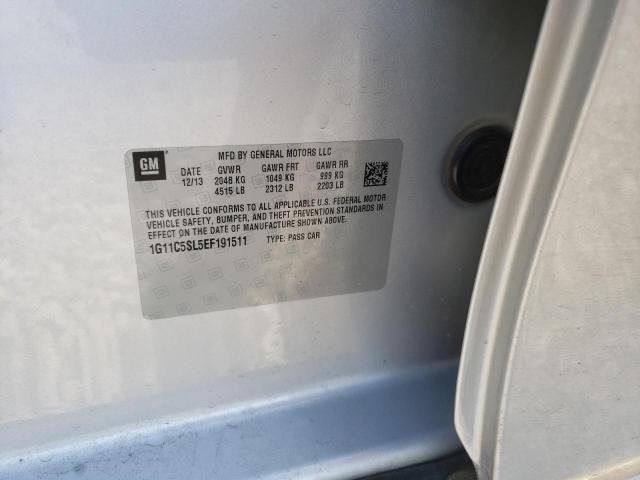 GM
MFD BY GENERAL MOTORS LLC
DATE GVWR GAWR FRT GAWR RR
12/13 2048 KG 1049 KG 999 KG
4515 LB 2312 LB 2203 LB
THIS VEHICLE CONFORMS TO ALL APPLICABLE U.S. FEDERAL MOTOR
VEHICLE SAFETY, BUMPER, AND THEFT PREVENTION STANDARDS IN
EFFECT ON THE DATE OF MANUFACTURE SHOWN ABOVE.
1G11C5SL5EF191511 TYPE: PASS CAR